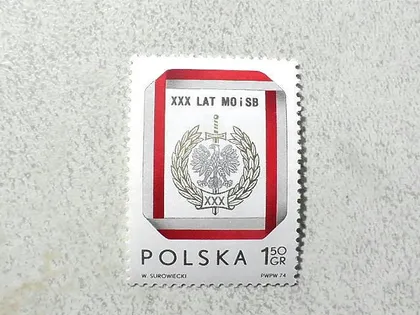 XXX LAT MO i SB
XXX
POLSKA 1.50 GR
W. SUROWIECKI PWPW 74